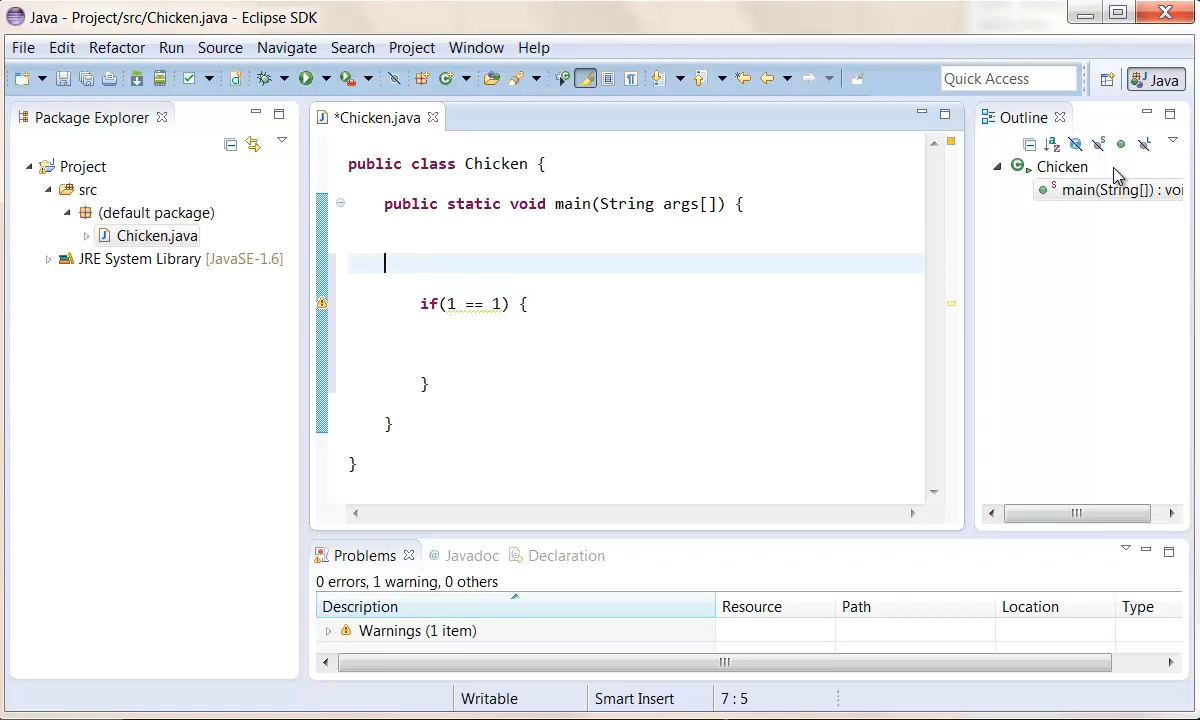 Java - Project/src/Chicken.java - Eclipse SDK
File Edit Refactor Run Source Navigate Search Project Window Help
Quick Access
Java
Package Explorer
Project
src
(default package)
Chicken.java
JRE System Library [JavaSE-1.6]
*Chicken.java
public class Chicken {
public static void main(String args[]) {
if(1 == 1) {
}
}
}
Outline
Chicken
main(String[]) : voi
Problems @ Javadoc Declaration
0 errors, 1 warning, 0 others
Description Resource Path Location Type
Warnings (1 item)
Writable Smart Insert 7 : 5